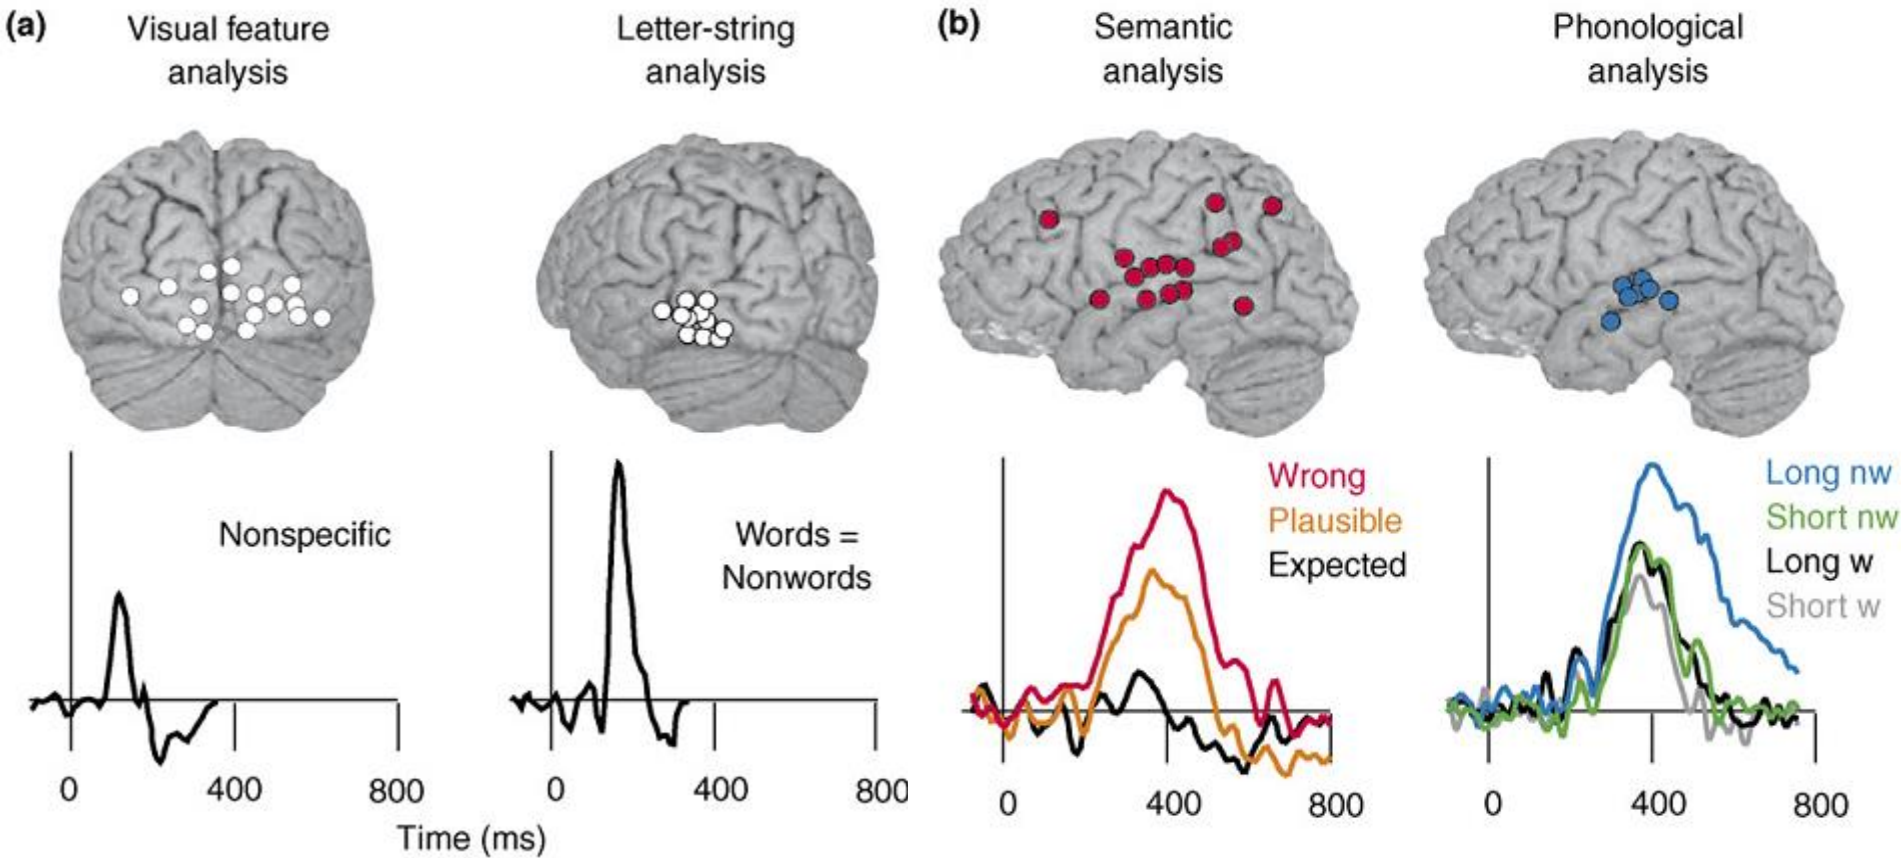 (a)
Visual feature
analysis
Letter-string
analysis
Nonspecific
Words =
Nonwords
0
400
800
0
400
800
Time (ms)
(b)
Semantic
analysis
Phonological
analysis
Wrong
Plausible
Expected
Long nw
Short nw
Long w
Short w
0
400
800
0
400
800